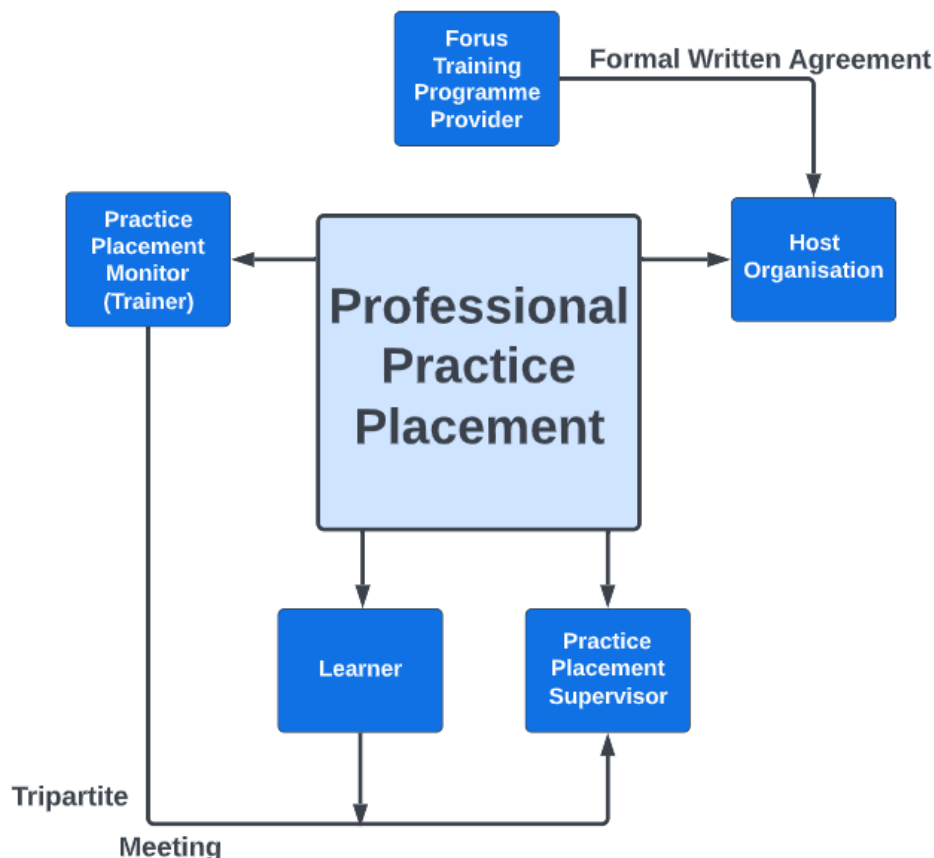 Forus
Training
Programme
Provider
Formal Written Agreement
Practice
Placement
Monitor
(Trainer)
Host
Organisation
Professional
Practice
Placement
Learner
Practice
Placement
Supervisor
Tripartite
Meeting